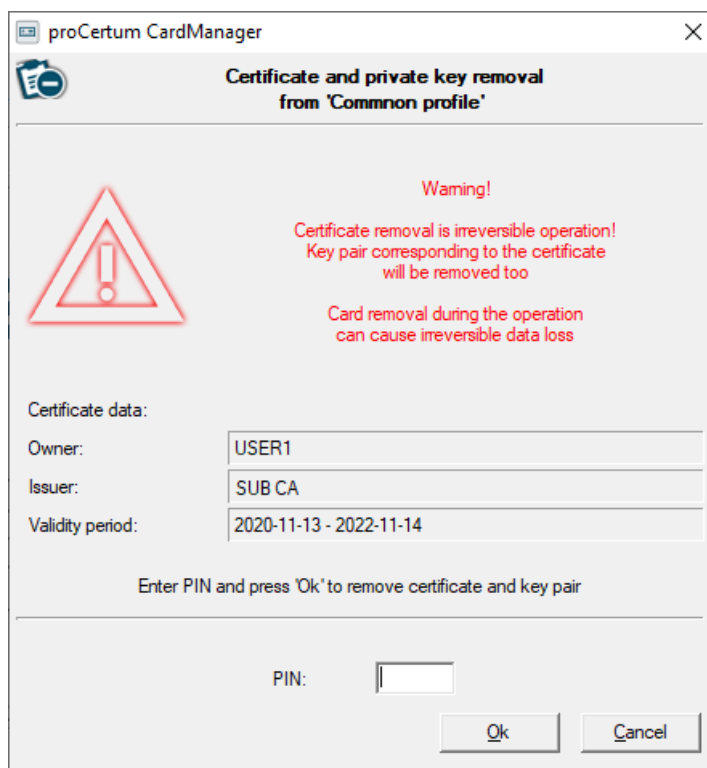 proCertum CardManager
Certificate and private key removal
from 'Commnon profile'
Warning!
Certificate removal is irreversible operation!
Key pair corresponding to the certificate
will be removed too
Card removal during the operation
can cause irreversible data loss
Certificate data:
Owner: USER1
Issuer: SUB CA
Validity period: 2020-11-13 - 2022-11-14
Enter PIN and press 'Ok' to remove certificate and key pair
PIN:
Ok Cancel